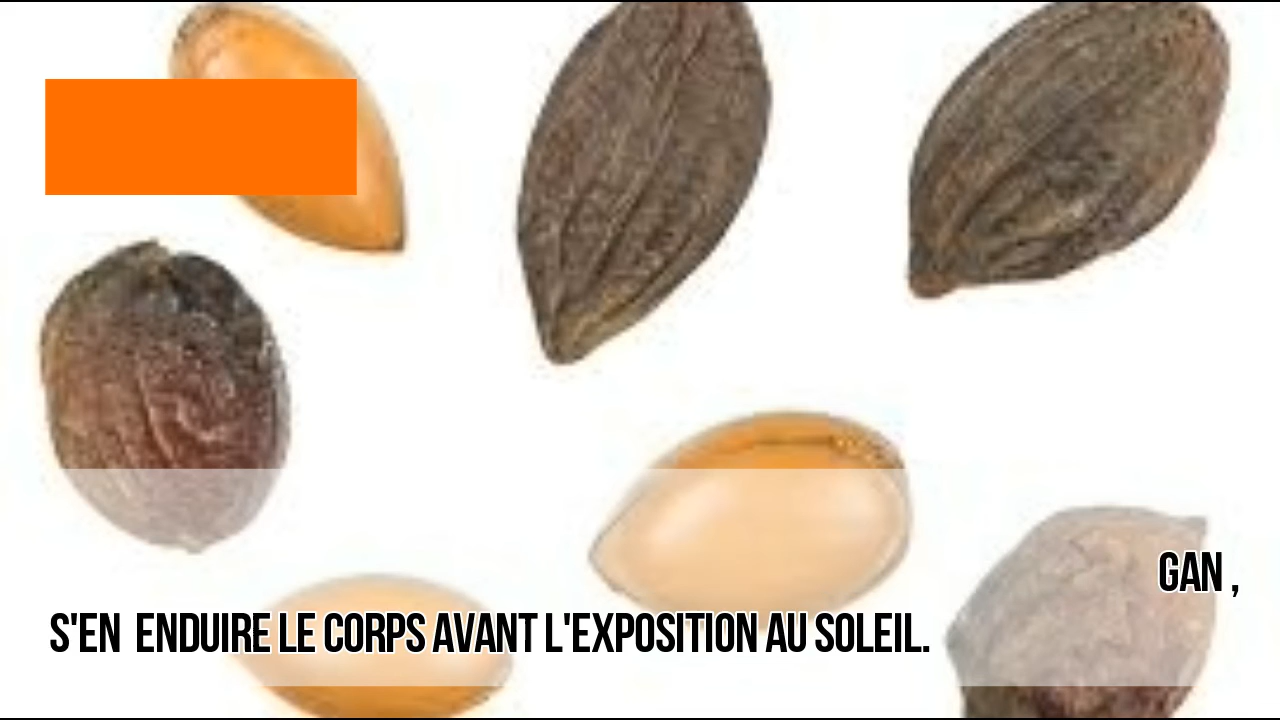 GAN ,
S'EN  ENDUIRE LE CORPS AVANT L'EXPOSITION AU SOLEIL.